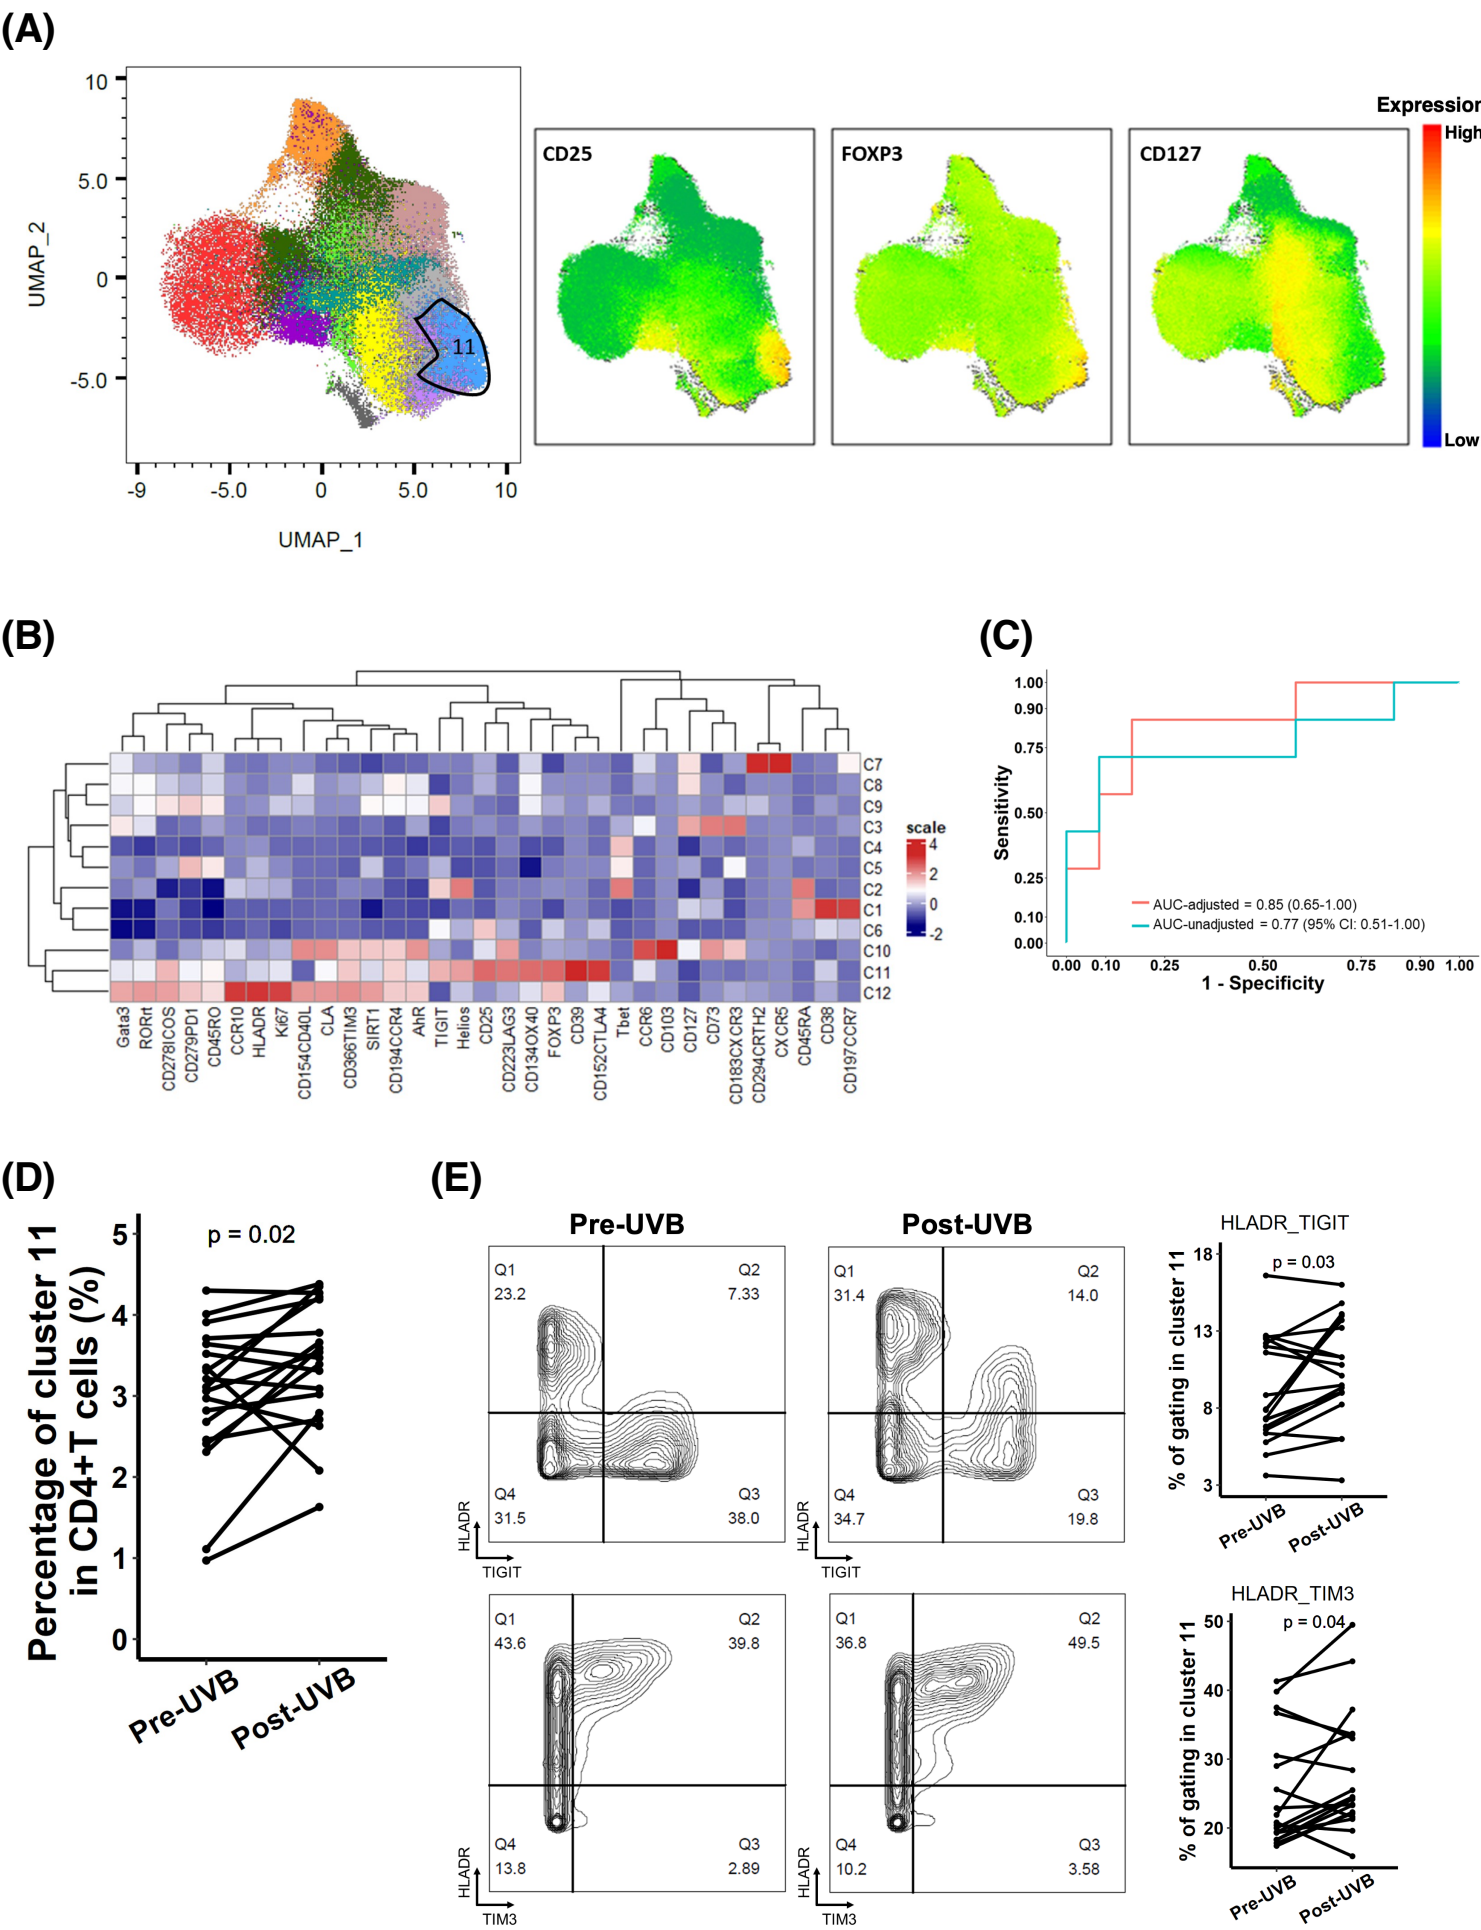 (A)
10
5.0
0
-5.0
UMAP_2
-9
-5.0
0
5.0
10
UMAP_1
11
CD25
FOXP3
CD127
Expression
High
Low
(B)
C7
C8
C9
C3
C4
C5
C2
C1
C6
C10
C11
C12
scale
4
2
0
-2
Gata3
RORrt
CD278ICOS
CD279PD1
CD45RO
CCR10
HLADR
Ki67
CD154CD40L
CLA
CD366TIM3
SIRT1
CD194CCR4
AhR
TIGIT
Helios
CD25
CD223LAG3
CD134OX40
FOXP3
CD39
CD152CTLA4
Tbet
CCR6
CD103
CD127
CD73
CD183CXCR3
CD294CRTH2
CXCR5
CD45RA
CD38
CD197CCR7
(C)
1.00
0.90
0.75
0.50
0.25
0.10
0.00
Sensitivity
AUC-adjusted = 0.85 (0.65-1.00)
AUC-unadjusted = 0.77 (95% CI: 0.51-1.00)
0.00
0.10
0.25
0.50
0.75
0.90
1.00
1 - Specificity
(D)
Percentage of cluster 11
in CD4+T cells (%)
p = 0.02
5
4
3
2
1
0
Pre-UVB
Post-UVB
(E)
Pre-UVB
Post-UVB
Q1
23.2
Q2
7.33
Q4
31.5
Q3
38.0
HLADR
TIGIT
Q1
31.4
Q2
14.0
Q4
34.7
Q3
19.8
HLADR
TIGIT
HLADR_TIGIT
p = 0.03
18
13
8
3
% of gating in cluster 11
Pre-UVB
Post-UVB
Q1
43.6
Q2
39.8
Q4
13.8
Q3
2.89
HLADR
TIM3
Q1
36.8
Q2
49.5
Q4
10.2
Q3
3.58
HLADR
TIM3
HLADR_TIM3
p = 0.04
50
40
30
20
% of gating in cluster 11
Pre-UVB
Post-UVB